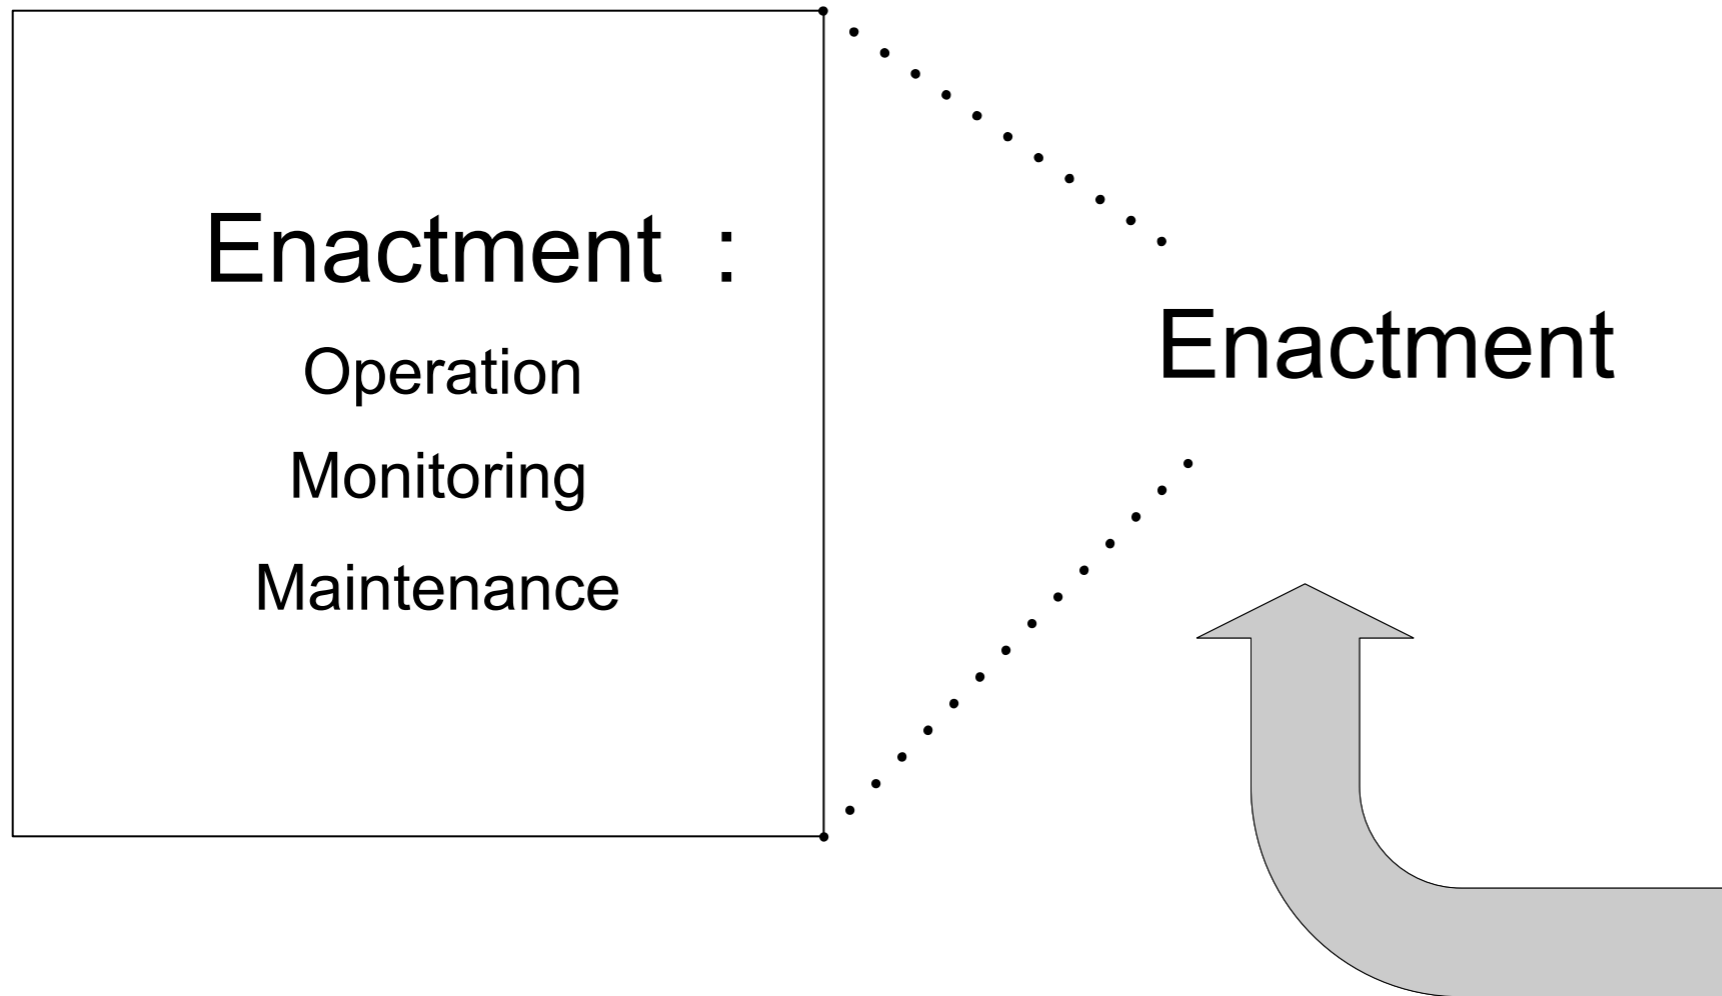 Enactment :
Operation
Monitoring
Maintenance
Enactment